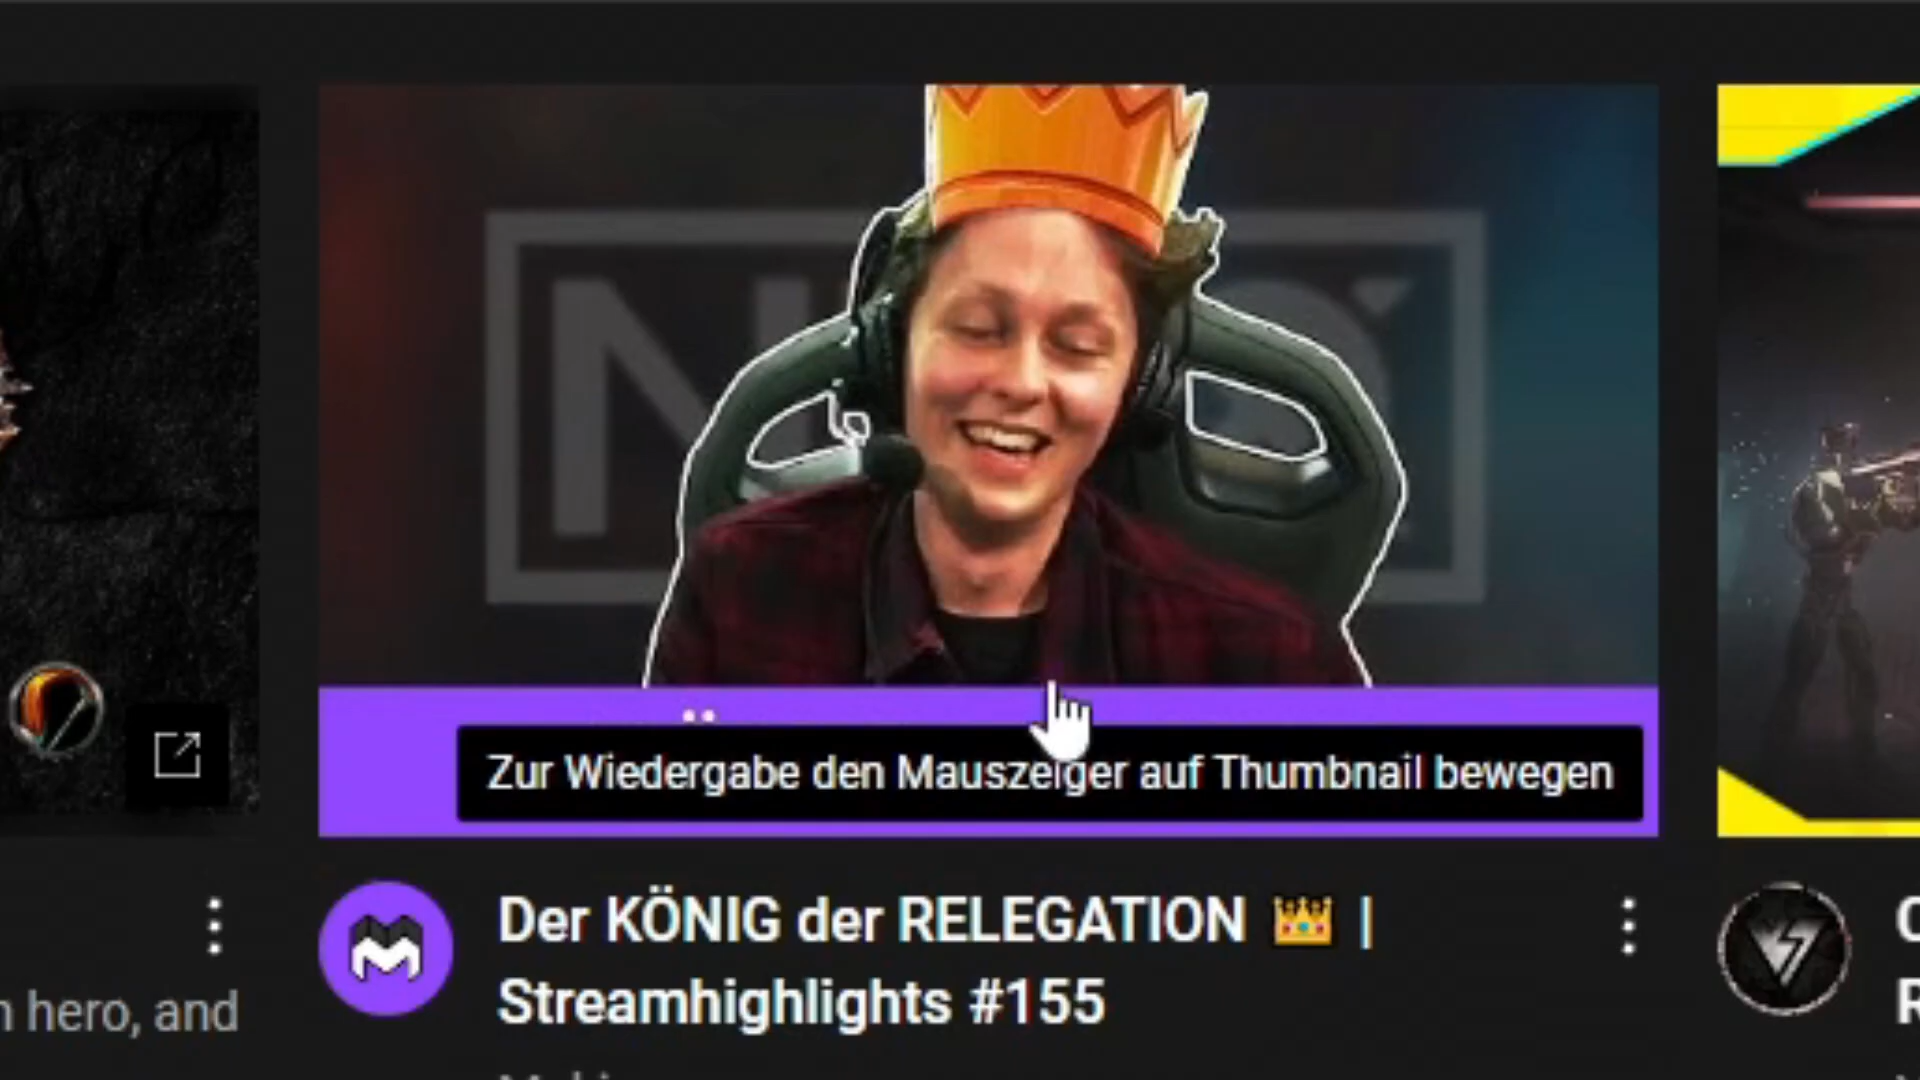 Zur Wiedergabe den Mauszeiger auf Thumbnail bewegen
Der KÖNIG der RELEGATION 👑 |
Streamhighlights #155
hero, and